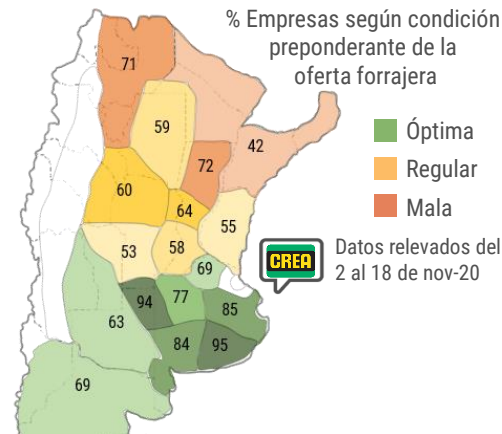 % Empresas según condición
preponderante de la
oferta forrajera
Óptima
Regular
Mala
CREA
Datos relevados del
2 al 18 de nov-20
71
59
42
72
60
64
55
53
58
69
94
77
85
63
84
95
69